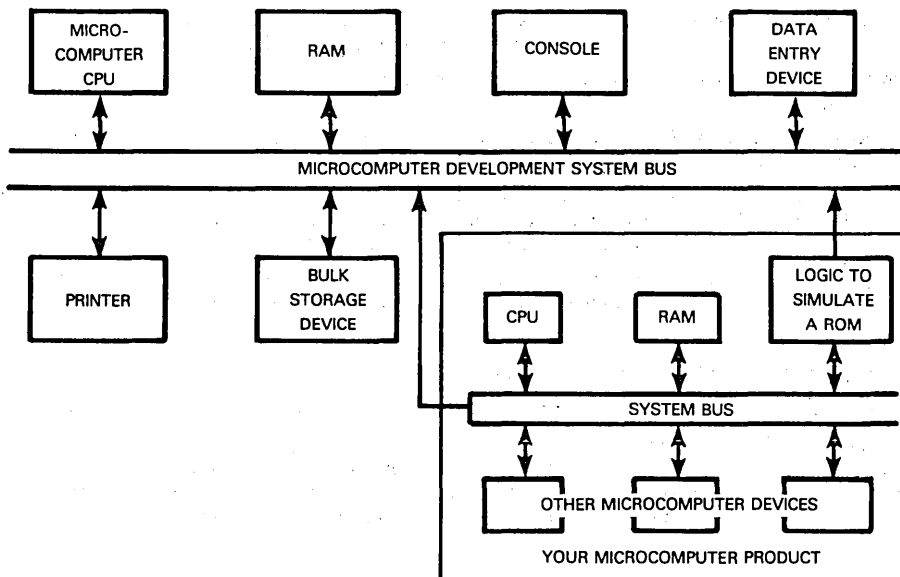 MICRO-
COMPUTER
CPU
RAM
CONSOLE
DATA
ENTRY
DEVICE
MICROCOMPUTER DEVELOPMENT SYSTEM BUS
PRINTER
BULK
STORAGE
DEVICE
CPU
RAM
LOGIC TO
SIMULATE
A ROM
SYSTEM BUS
OTHER MICROCOMPUTER DEVICES
YOUR MICROCOMPUTER PRODUCT